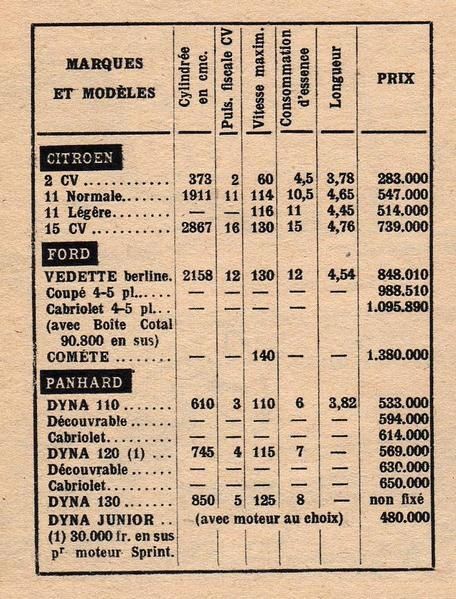 MARQUES ET MODÈLES | Cylindrée en cmc. | Puis. fiscale CV | Vitesse maxim. | Consommation d'essence | Longueur | PRIX
CITROEN
2 CV ........... 373 2 60 4,5 3,78 283.000
11 Normale... 1911 11 114 10,5 4,65 547.000
11 Légère. — — 116 11 4,45 514.000
15 CV ......... 2867 16 130 15 4,76 739.000
FORD
VEDETTE berline. 2158 12 130 12 4,54 848.010
Coupé 4-5 pl...... — — — — — 988.510
Cabriolet 4-5 pl... — — — — — 1.095.890
(avec Boîte Cotal
90.800 en sus)
COMÈTE ....... — — 140 — — 1.380.000
PANHARD
DYNA 110 ....... 610 3 110 6 3,82 533.000
Découvrable ...... — — — — — 594.000
Cabriolet......... — — — — — 614.000
DYNA 120 (1) ... 745 4 115 7 — 569.000
Découvrable ...... — — — — — 630.000
Cabriolet......... — — — — — 650.000
DYNA 130 ....... 850 5 125 8 — non fixé
DYNA JUNIOR .. (avec moteur au choix) 480.000
(1) 30.000 fr. en sus
pr moteur Sprint.